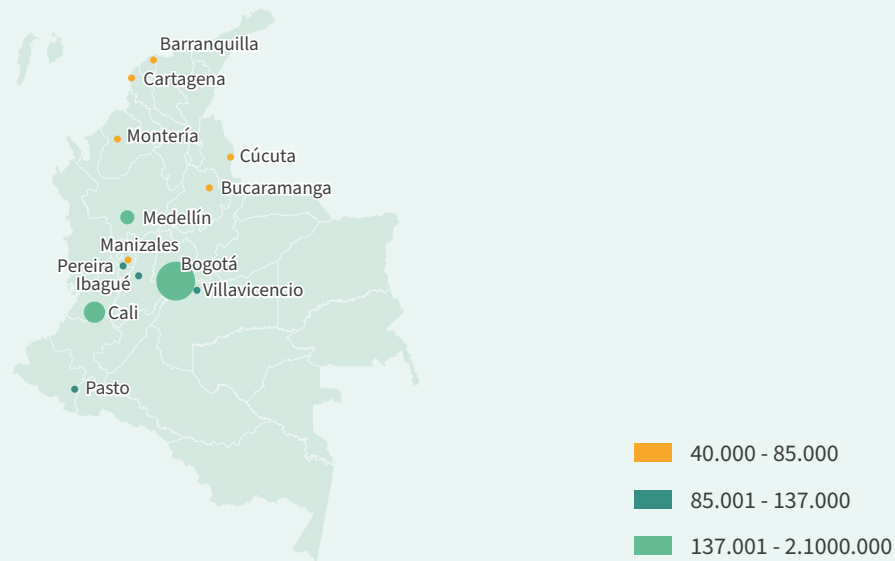 Barranquilla
Cartagena
Montería
Cúcuta
Bucaramanga
Medellín
Manizales
Pereira
Bogotá
Ibagué
Villavicencio
Cali
Pasto
40.000 - 85.000
85.001 - 137.000
137.001 - 2.1000.000